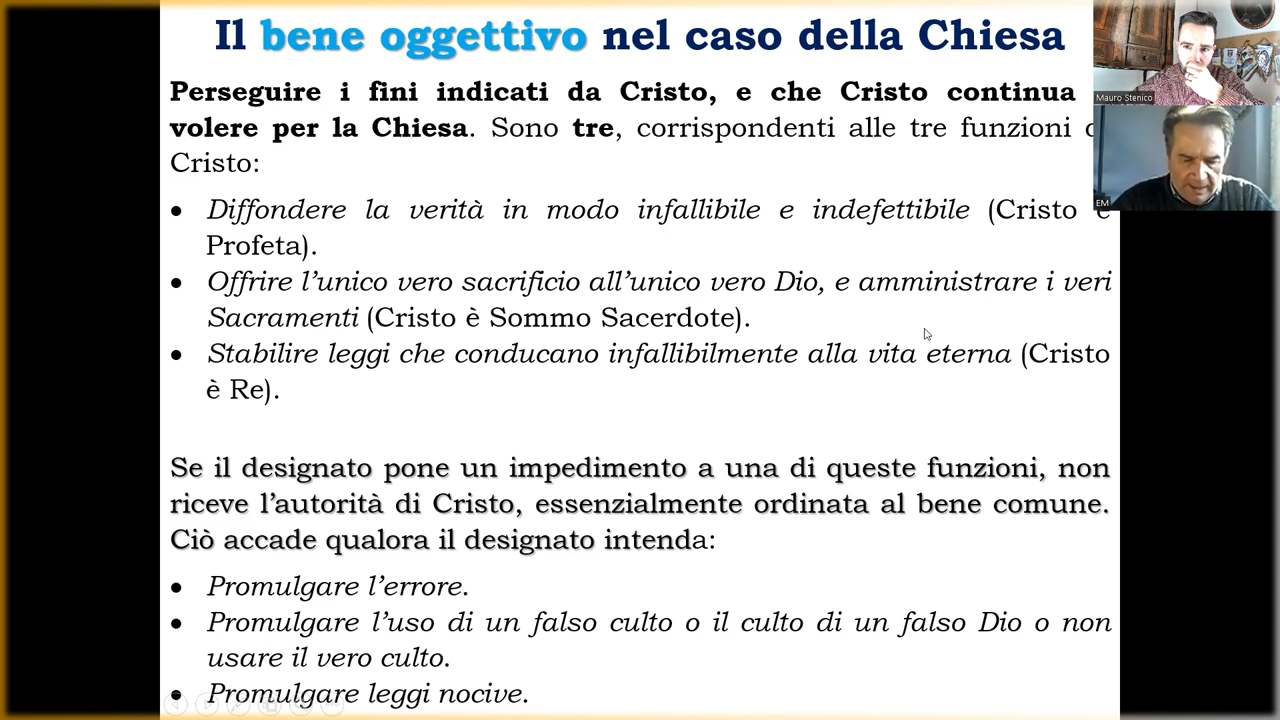 Il bene oggettivo nel caso della Chiesa
Perseguire i fini indicati da Cristo, e che Cristo continua
volere per la Chiesa. Sono tre, corrispondenti alle tre funzioni
Cristo:
• Diffondere la verità in modo infallibile e indefettibile (Cristo è
Profeta).
• Offrire l’unico vero sacrificio all’unico vero Dio, e amministrare i veri
Sacramenti (Cristo è Sommo Sacerdote).
• Stabilire leggi che conducano infallibilmente alla vita eterna (Cristo
è Re).
Se il designato pone un impedimento a una di queste funzioni, non
riceve l’autorità di Cristo, essenzialmente ordinata al bene comune.
Ciò accade qualora il designato intenda:
• Promulgare l’errore.
• Promulgare l’uso di un falso culto o il culto di un falso Dio o non
usare il vero culto.
• Promulgare leggi nocive.
Mauro Stenico
EM